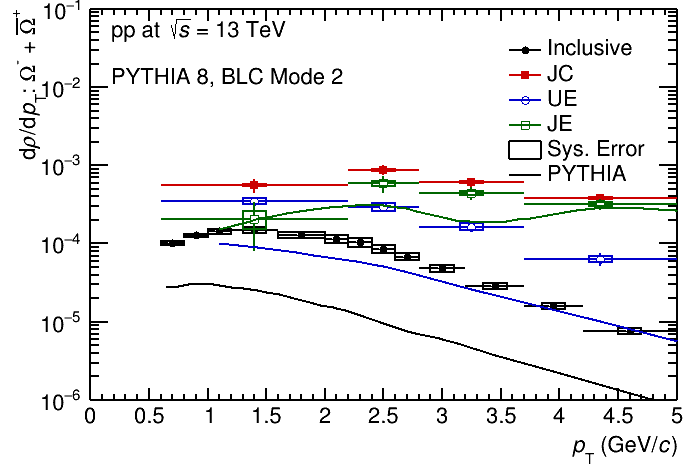 pp at √s = 13 TeV
PYTHIA 8, BLC Mode 2
Inclusive
JC
UE
JE
Sys. Error
PYTHIA
dρ/dp_T: Ω⁻ + Ω̅⁺
10⁻¹
10⁻²
10⁻³
10⁻⁴
10⁻⁵
10⁻⁶
0 0.5 1 1.5 2 2.5 3 3.5 4 4.5 5
p_T (GeV/c)